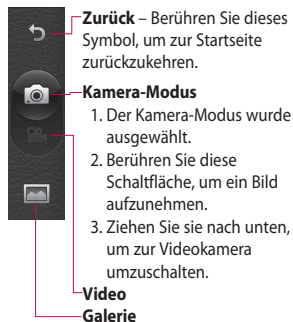 Zurück – Berühren Sie dieses
Symbol, um zur Startseite
zurückzukehren.
Kamera-Modus
1. Der Kamera-Modus wurde
ausgewählt.
2. Berühren Sie diese
Schaltfläche, um ein Bild
aufzunehmen.
3. Ziehen Sie sie nach unten,
um zur Videokamera
umzuschalten.
Video
Galerie